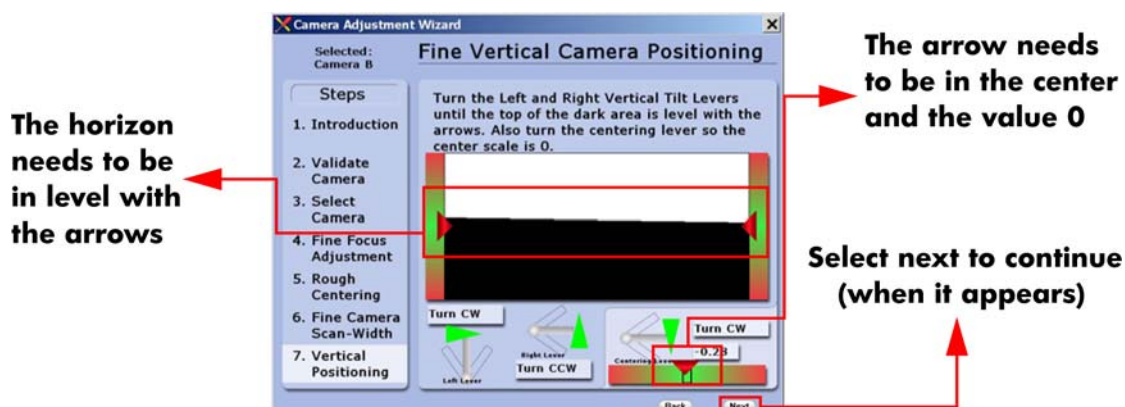 Camera Adjustment Wizard
Selected:
Camera B
Fine Vertical Camera Positioning
Steps
1. Introduction
2. Validate
Camera
3. Select
Camera
4. Fine Focus
Adjustment
5. Rough
Centering
6. Fine Camera
Scan-Width
7. Vertical
Positioning
Turn the Left and Right Vertical Tilt Levers
until the top of the dark area is level with the
arrows. Also turn the centering lever so the
center scale is 0.
Turn CW
Left Lever
Right Lever
Turn CCW
Turn CW
-0.23
Centering
Back
Next
The horizon
needs to be
in level with
the arrows
The arrow needs
to be in the center
and the value 0
Select next to continue
(when it appears)